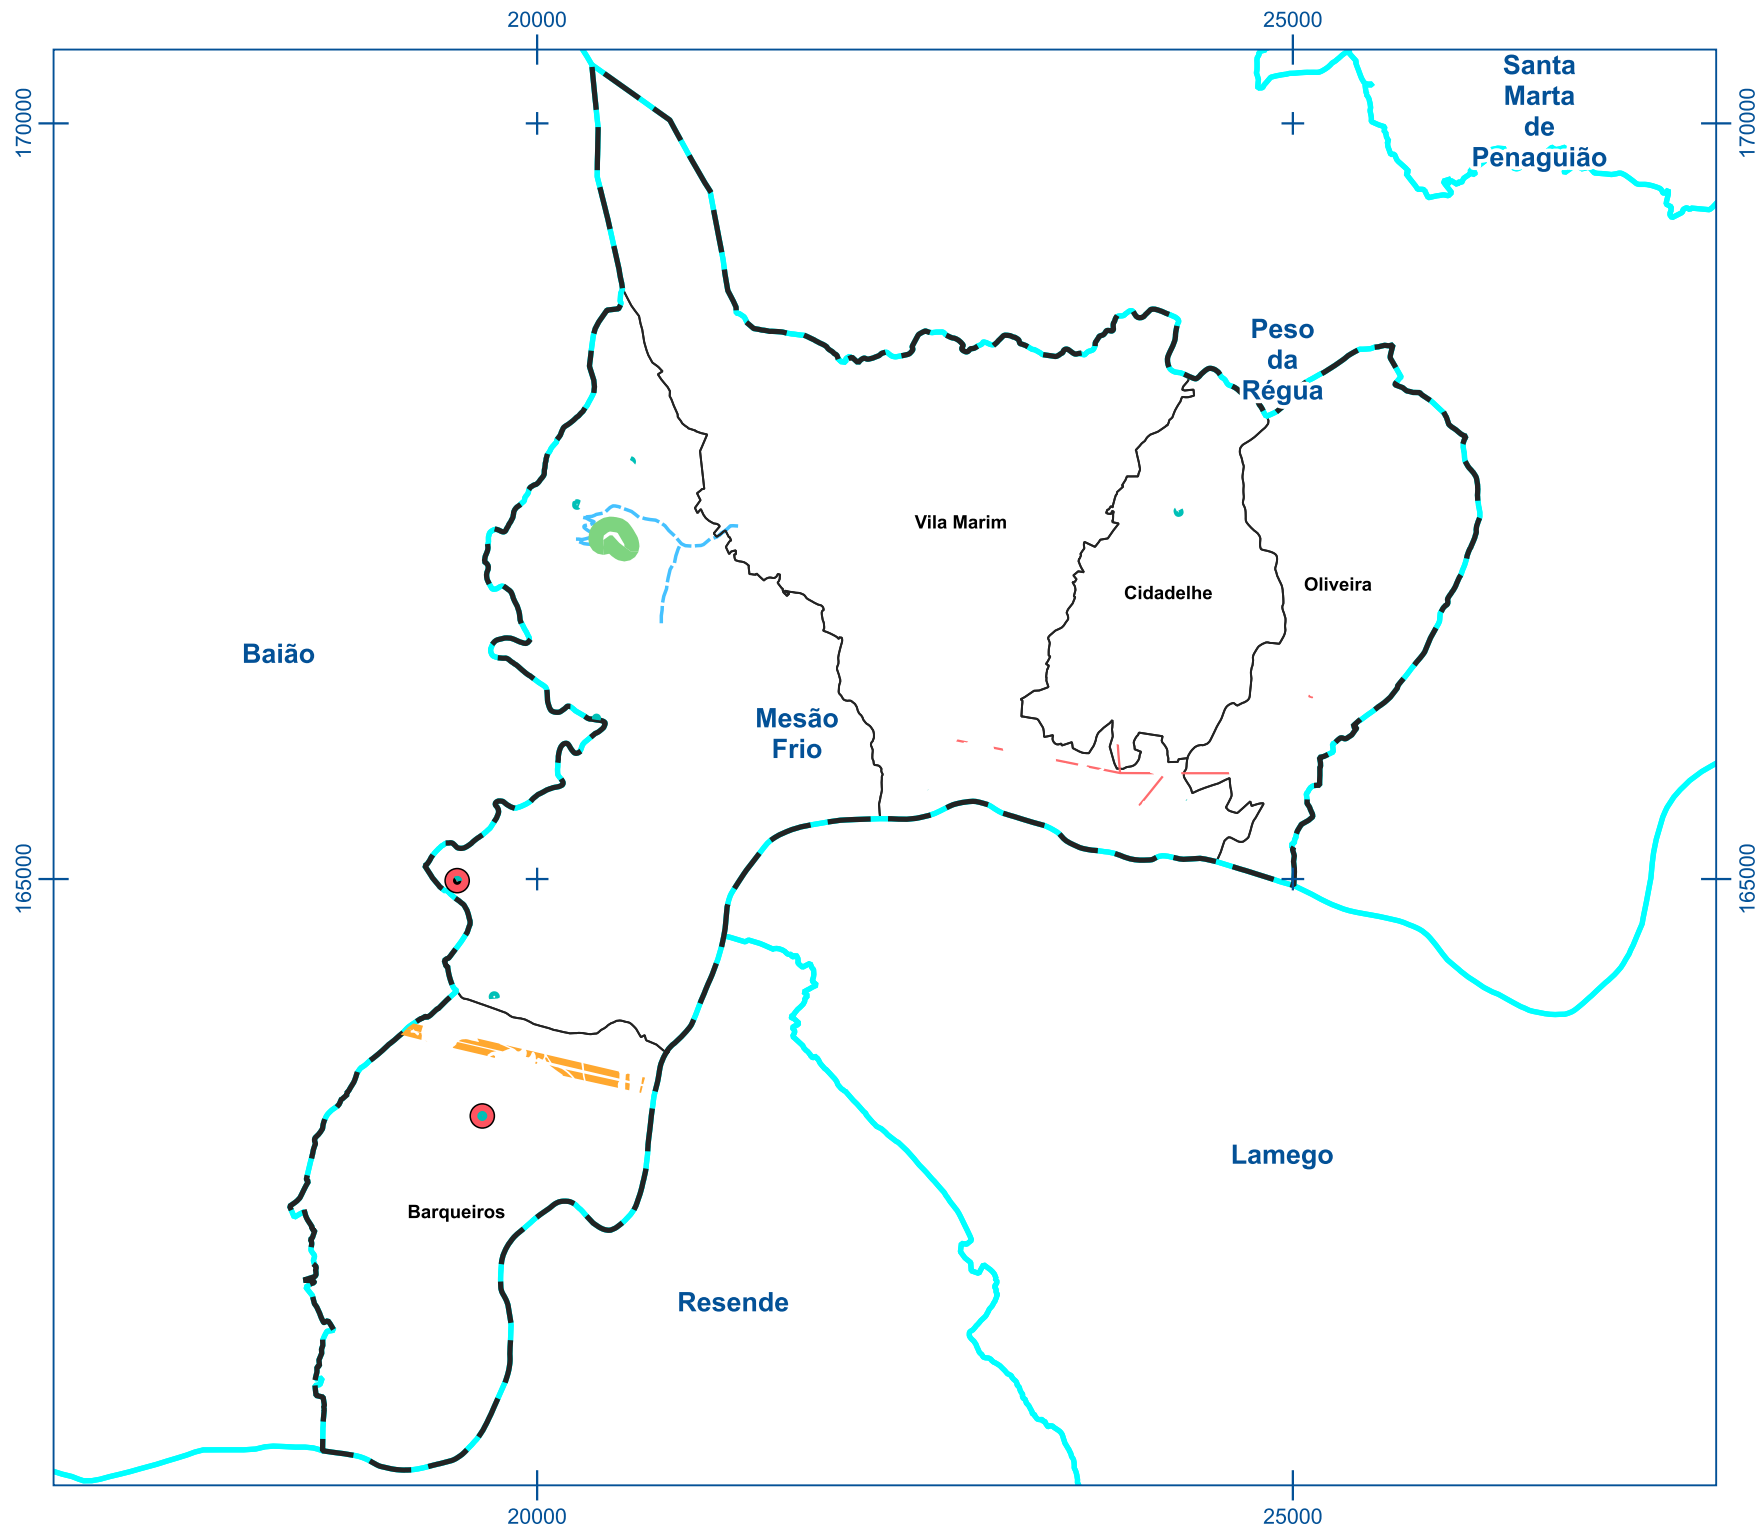 20000
25000
Santa
Marta
de
Penaguião
170000
170000
Peso
da
Régua
Vila Marim
Cidadelhe
Oliveira
Baião
Mesão
Frio
165000
165000
Lamego
Barqueiros
Resende
20000
25000